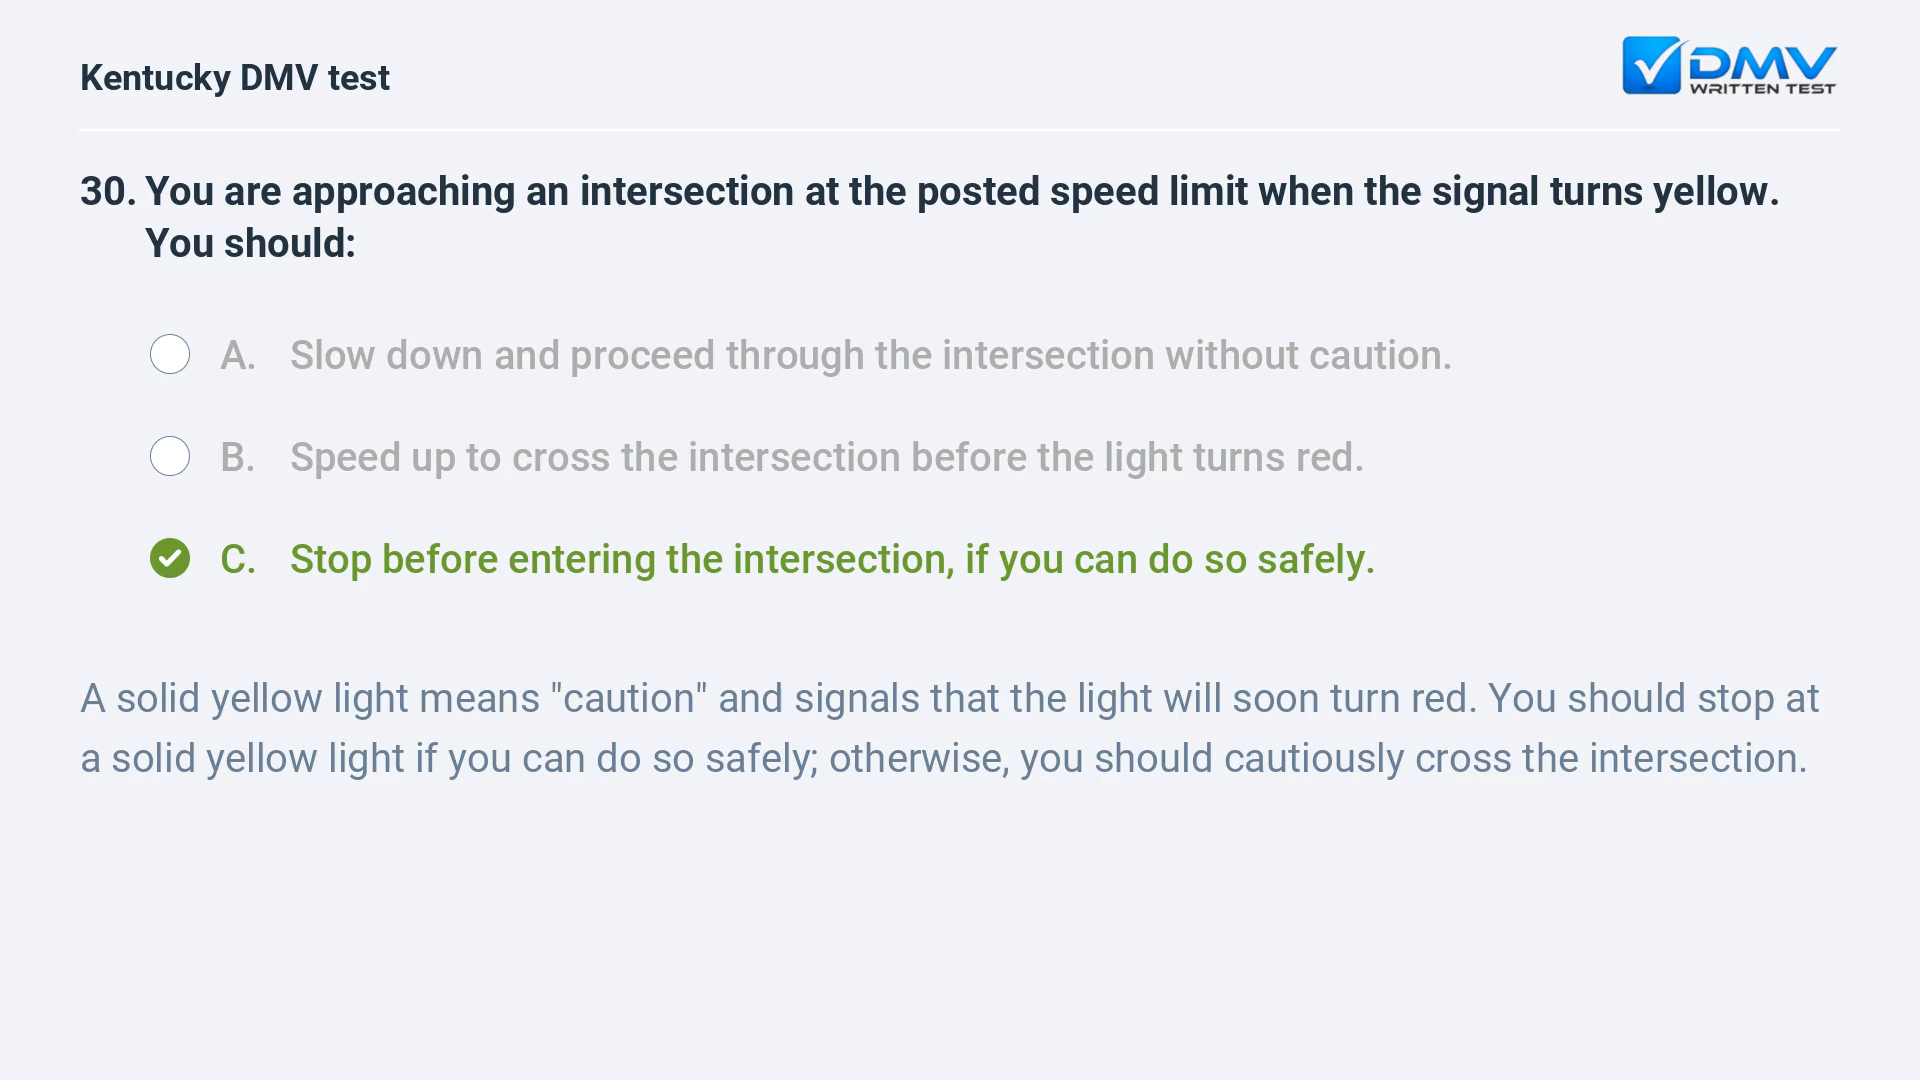 Kentucky DMV test
DMV
WRITTEN TEST
30. You are approaching an intersection at the posted speed limit when the signal turns yellow.
You should:
A. Slow down and proceed through the intersection without caution.
B. Speed up to cross the intersection before the light turns red.
C. Stop before entering the intersection, if you can do so safely.
A solid yellow light means "caution" and signals that the light will soon turn red. You should stop at
a solid yellow light if you can do so safely; otherwise, you should cautiously cross the intersection.